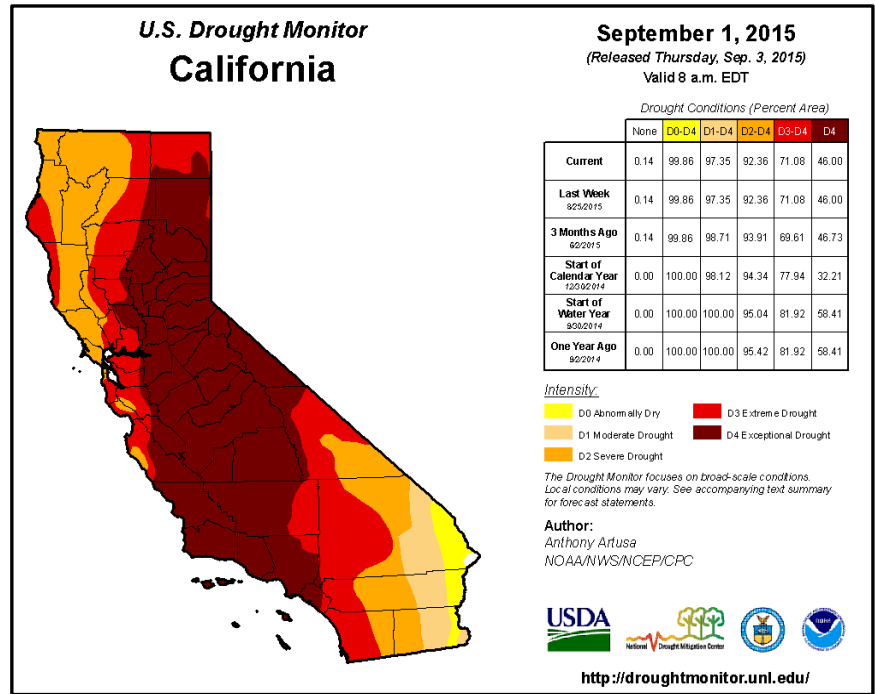 U.S. Drought Monitor
California
September 1, 2015
(Released Thursday, Sep. 3, 2015)
Valid 8 a.m. EDT
Drought Conditions (Percent Area)
None D0-D4 D1-D4 D2-D4 D3-D4 D4
Current 0.14 99.86 97.35 92.36 71.08 46.00
Last Week
8/25/2015
0.14 99.86 97.35 92.36 71.08 46.00
3 Months Ago
6/2/2015
0.14 99.86 98.71 93.91 69.61 46.73
Start of
Calendar Year
12/30/2014
0.00 100.00 98.12 94.34 77.94 32.21
Start of
Water Year
9/30/2014
0.00 100.00 100.00 95.04 81.92 58.41
One Year Ago
9/2/2014
0.00 100.00 100.00 95.42 81.92 58.41
Intensity:
D0 Abnormally Dry
D1 Moderate Drought
D2 Severe Drought
D3 Extreme Drought
D4 Exceptional Drought
The Drought Monitor focuses on broad-scale conditions.
Local conditions may vary. See accompanying text summary
for forecast statements.
Author:
Anthony Artusa
NOAA/NWS/NCEP/CPC
USDA
National Drought Mitigation Center
noaa
http://droughtmonitor.unl.edu/